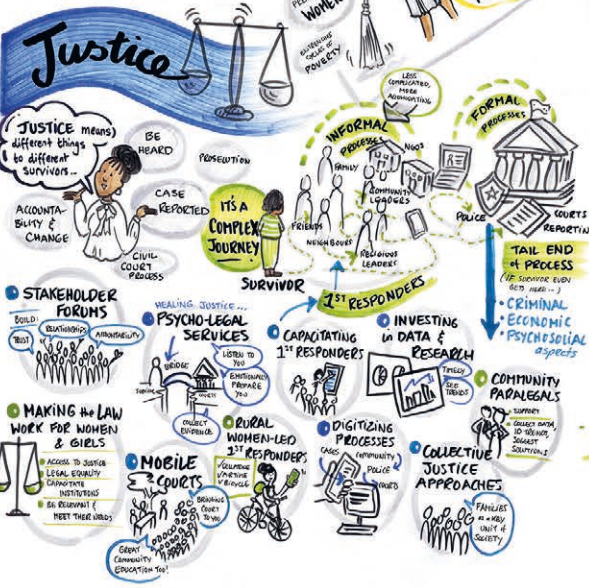 WOMEN
CYCLES OF
POVERTY
Justice
JUSTICE means
different things
to different
survivors...
BE
HEARD
PROSECUTION
ACCOUNTA-
BILITY &
CHANGE
CASE
REPORTED
CIVIL
COURT
PROCESS
IT'S A
COMPLEX
JOURNEY
SURVIVOR
LESS
COMPLICATED,
MORE
INFORMAL
PROCESSES
FAMILY
NGOS
COMMUNITY
LEADERS
FRIENDS
NEIGHBOURS
RELIGIOUS
LEADERS
1ST RESPONDERS
FORMAL
PROCESSES
POLICE
COURTS
REPORTIN
TAIL END
OF PROCESS
(IF SURVIVOR EVEN
GETS HERE...)
• CRIMINAL
• ECONOMIC
• PSYCHOSOCIAL
aspects
STAKEHOLDER
FORUMS
BUILD:
TRUST
RELATIONSHIPS
ACCOUNTABILITY
HEALING JUSTICE...
PSYCHO-LEGAL
SERVICES
BRIDGE
SURVIVOR
COURTS
LISTEN TO
YOU
EMOTIONALLY
PREPARE
YOU
COLLECT
EVIDENCE
CAPACITATING
1ST RESPONDERS
INVESTING
in DATA &
RESEARCH
TIMELY
SEE
TRENDS
COMMUNITY
PARALEGALS
• SUPPORT
• COLLECT DATA,
ID TRENDS,
SUGGEST
SOLUTIONS
MAKING the LAW
WORK FOR WOMEN
& GIRLS
• ACCESS TO JUSTICE
• LEGAL EQUALITY
• CAPACITATE
INSTITUTIONS
• BE RELEVANT &
MEET THEIR NEEDS
MOBILE
COURTS
BRINGING
COURT
TO YOU
GREAT
COMMUNITY
EDUCATION TOO!
RURAL
WOMEN-LED
1ST RESPONDERS
✓ CELLPHONE
✓ AIRTIME
✓ BICYCLE
DIGITIZING
PROCESSES
CASES
COMMUNITY
POLICE
COURTS
COLLECTIVE
JUSTICE
APPROACHES
FAMILIES
as a KEY
UNIT of
SOCIETY